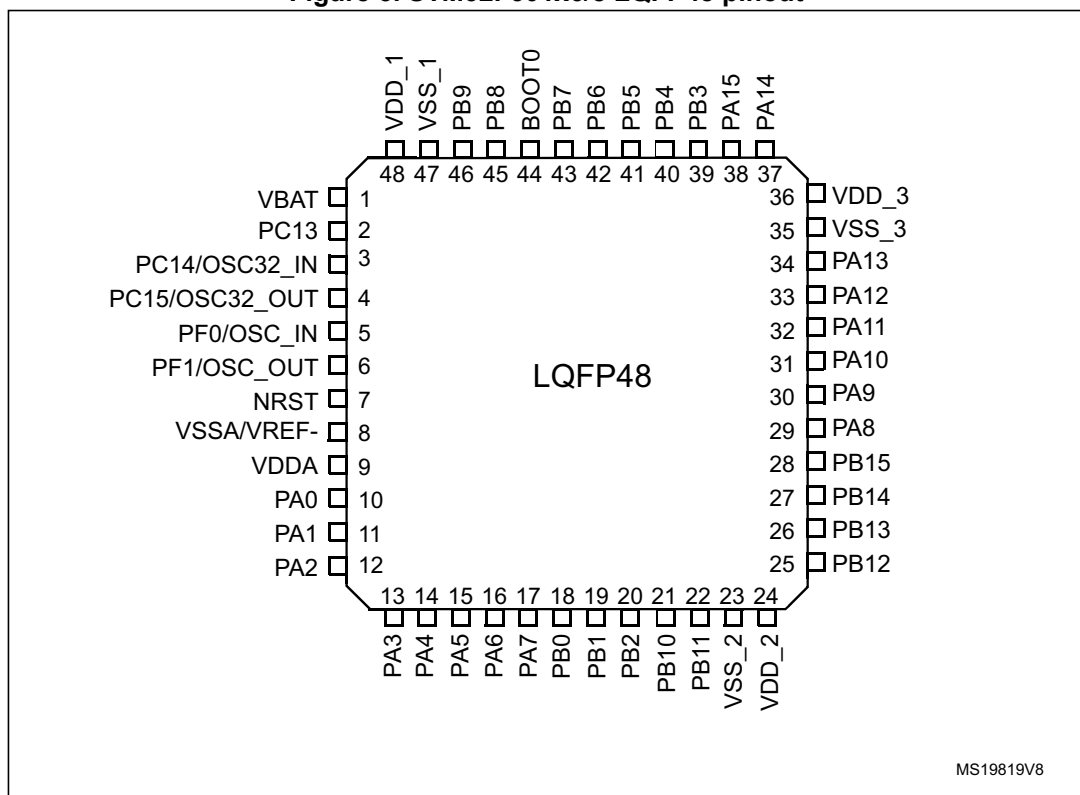 VDD_1
VSS_1
PB9
PB8
BOOT0
PB7
PB6
PB5
PB4
PB3
PA15
PA14
48 47 46 45 44 43 42 41 40 39 38 37
VBAT 1
PC13 2
PC14/OSC32_IN 3
PC15/OSC32_OUT 4
PF0/OSC_IN 5
PF1/OSC_OUT 6
NRST 7
VSSA/VREF- 8
VDDA 9
PA0 10
PA1 11
PA2 12
LQFP48
36 VDD_3
35 VSS_3
34 PA13
33 PA12
32 PA11
31 PA10
30 PA9
29 PA8
28 PB15
27 PB14
26 PB13
25 PB12
13 14 15 16 17 18 19 20 21 22 23 24
PA3
PA4
PA5
PA6
PA7
PB0
PB1
PB2
PB10
PB11
VSS_2
VDD_2
MS19819V8